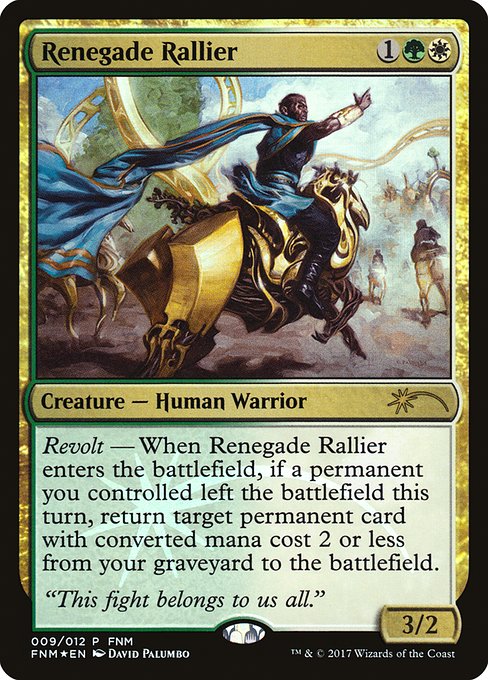 Renegade Rallier 1
Creature — Human Warrior
Revolt — When Renegade Rallier
enters the battlefield, if a permanent
you controlled left the battlefield this
turn, return target permanent card
with converted mana cost 2 or less
from your graveyard to the battlefield.
“This fight belongs to us all.”
3/2
009/012 P FNM
FNM★EN David Palumbo
™ & © 2017 Wizards of the Coast